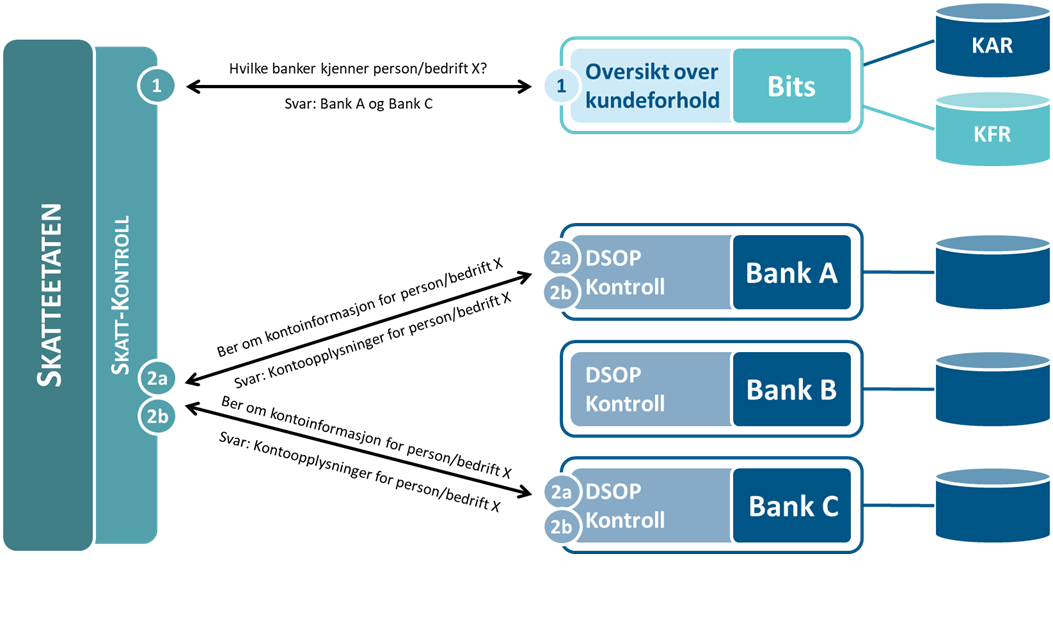 SKATTEETATEN
SKATT-KONTROLL
1
Hvilke banker kjenner person/bedrift X?
Svar: Bank A og Bank C
1
Oversikt over
kundeforhold
Bits
KAR
KFR
2a
2b
Ber om kontoinformasjon for person/bedrift X
Svar: Kontoopplysninger for person/bedrift X
Ber om kontoinformasjon for person/bedrift X
Svar: Kontoopplysninger for person/bedrift X
2a
2b
DSOP
Kontroll
Bank A
DSOP
Kontroll
Bank B
2a
2b
DSOP
Kontroll
Bank C